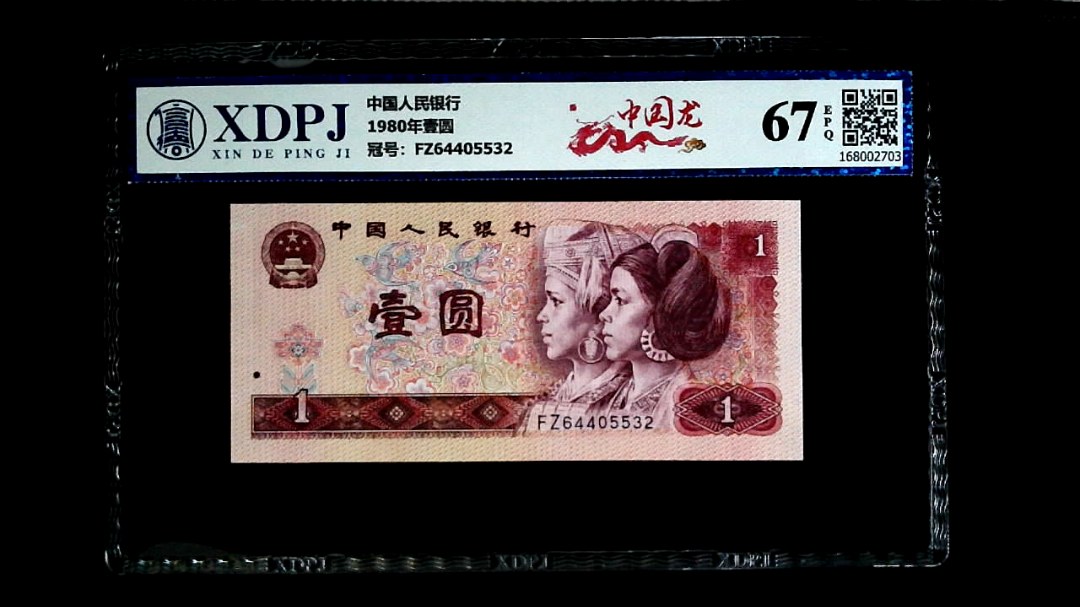 XDPJ
XDPJ
XIN DE PING JI
中国人民银行
1980年壹圆
冠号：FZ64405532
中国龙
67
EPQ
168002703
中国人民银行
1
壹圆
1
FZ64405532
1
XDPJ
XDPJ
XDPJ